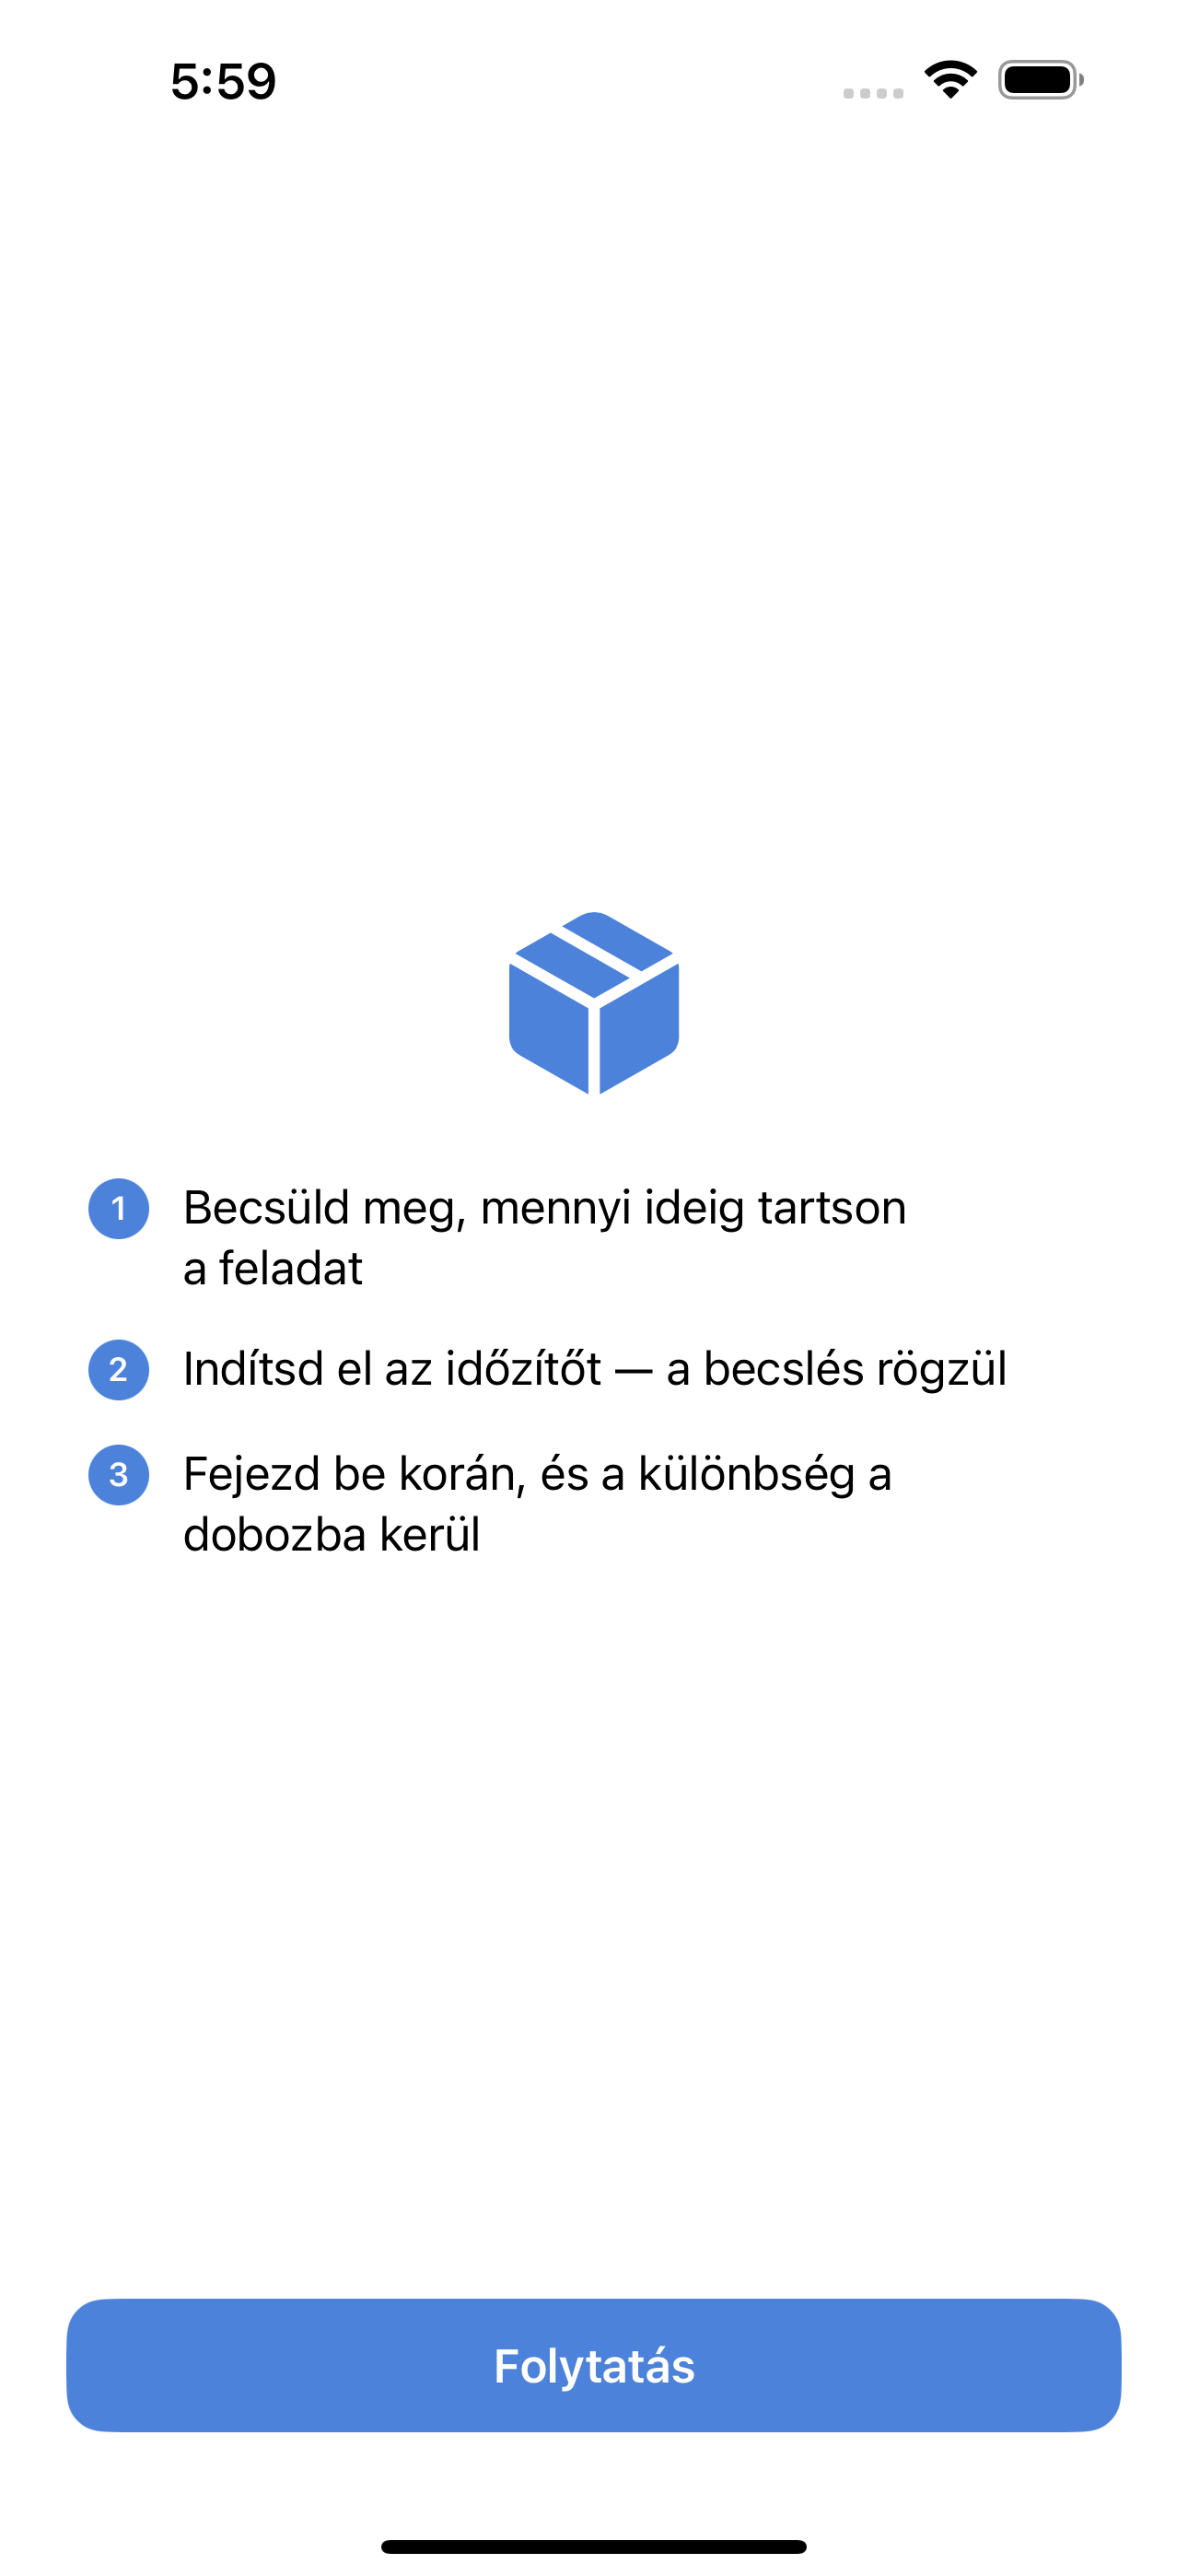 5:59
1 Becsüld meg, mennyi ideig tartson
a feladat
2 Indítsd el az időzítőt — a becslés rögzül
3 Fejezd be korán, és a különbség a
dobozba kerül
Folytatás